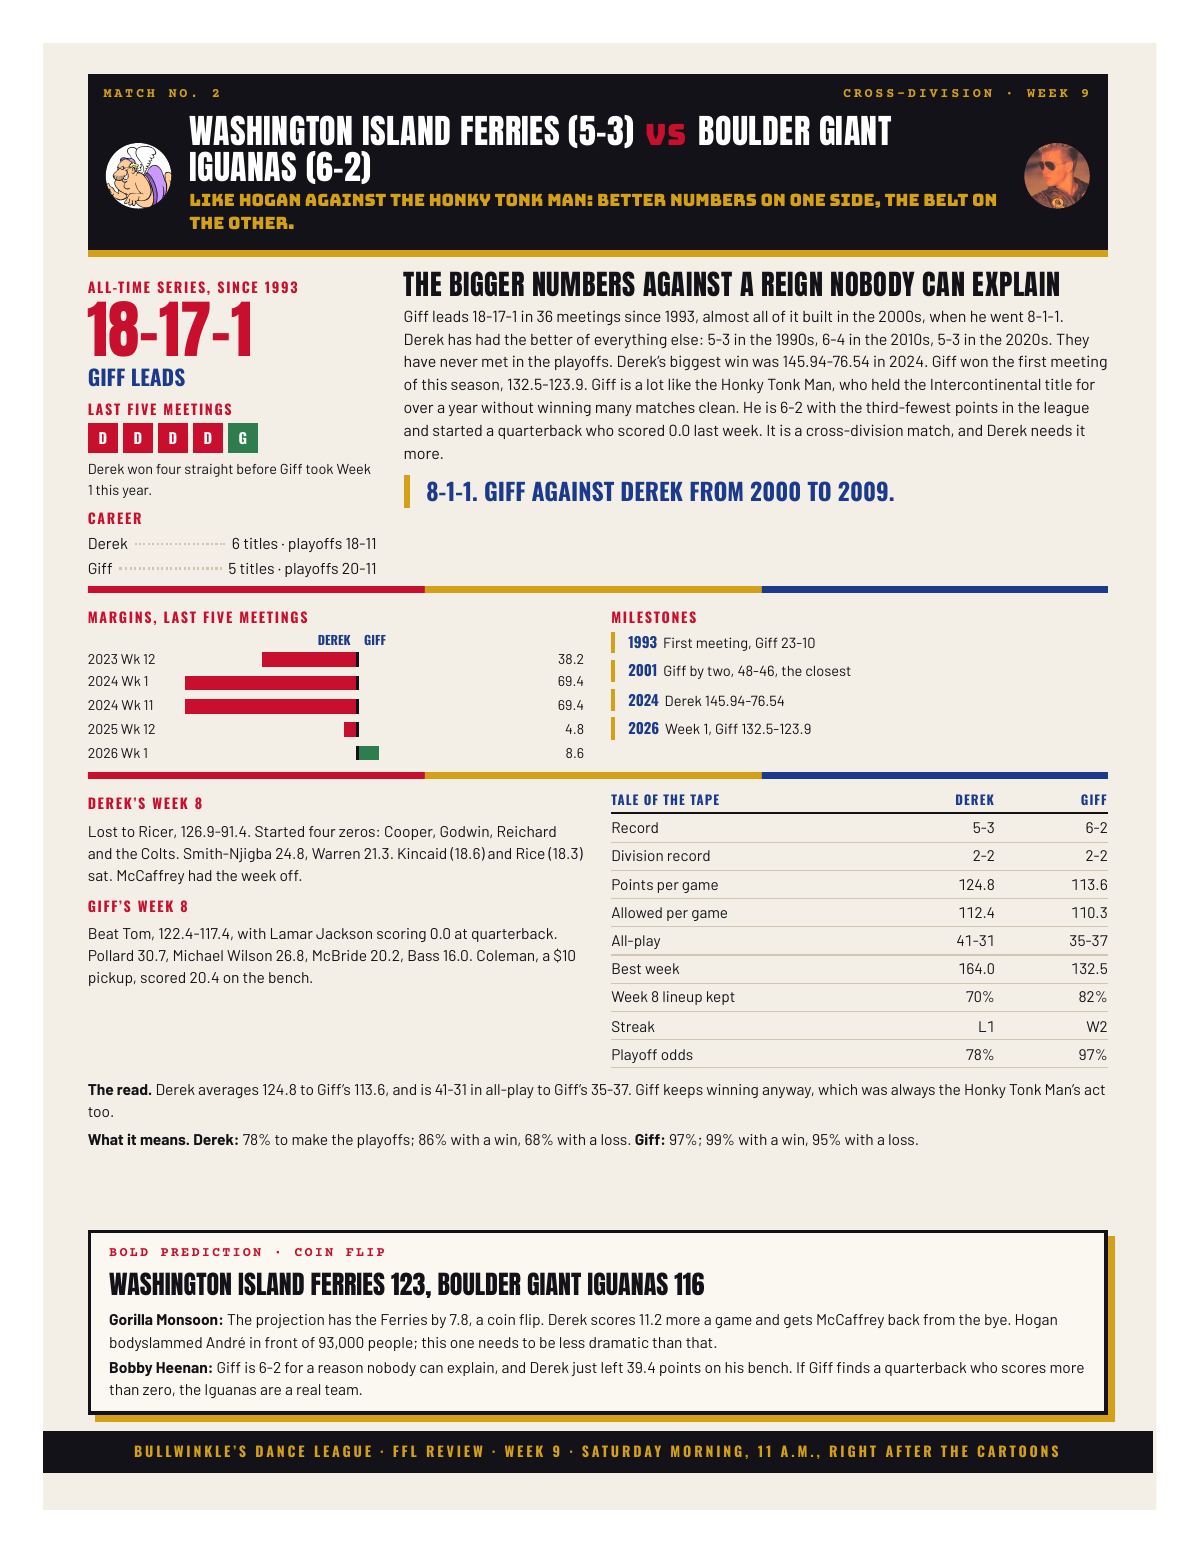 MATCH NO. 2
CROSS-DIVISION · WEEK 9
WASHINGTON ISLAND FERRIES (5-3) VS BOULDER GIANT
IGUANAS (6-2)
LIKE HOGAN AGAINST THE HONKY TONK MAN: BETTER NUMBERS ON ONE SIDE, THE BELT ON
THE OTHER.
ALL-TIME SERIES, SINCE 1993
18-17-1
GIFF LEADS
LAST FIVE MEETINGS
D D D D G
Derek won four straight before Giff took Week
1 this year.
CAREER
Derek 6 titles · playoffs 18-11
Giff 5 titles · playoffs 20-11
THE BIGGER NUMBERS AGAINST A REIGN NOBODY CAN EXPLAIN
Giff leads 18-17-1 in 36 meetings since 1993, almost all of it built in the 2000s, when he went 8-1-1.
Derek has had the better of everything else: 5-3 in the 1990s, 6-4 in the 2010s, 5-3 in the 2020s. They
have never met in the playoffs. Derek’s biggest win was 145.94-76.54 in 2024. Giff won the first meeting
of this season, 132.5-123.9. Giff is a lot like the Honky Tonk Man, who held the Intercontinental title for
over a year without winning many matches clean. He is 6-2 with the third-fewest points in the league
and started a quarterback who scored 0.0 last week. It is a cross-division match, and Derek needs it
more.
8-1-1. GIFF AGAINST DEREK FROM 2000 TO 2009.
MARGINS, LAST FIVE MEETINGS
DEREK GIFF
2023 Wk 12 38.2
2024 Wk 1 69.4
2024 Wk 11 69.4
2025 Wk 12 4.8
2026 Wk 1 8.6
MILESTONES
1993 First meeting, Giff 23-10
2001 Giff by two, 48-46, the closest
2024 Derek 145.94-76.54
2026 Week 1, Giff 132.5-123.9
DEREK’S WEEK 8
Lost to Ricer, 126.9-91.4. Started four zeros: Cooper, Godwin, Reichard
and the Colts. Smith-Njigba 24.8, Warren 21.3. Kincaid (18.6) and Rice (18.3)
sat. McCaffrey had the week off.
GIFF’S WEEK 8
Beat Tom, 122.4-117.4, with Lamar Jackson scoring 0.0 at quarterback.
Pollard 30.7, Michael Wilson 26.8, McBride 20.2, Bass 16.0. Coleman, a $10
pickup, scored 20.4 on the bench.
TALE OF THE TAPE DEREK GIFF
Record 5-3 6-2
Division record 2-2 2-2
Points per game 124.8 113.6
Allowed per game 112.4 110.3
All-play 41-31 35-37
Best week 164.0 132.5
Week 8 lineup kept 70% 82%
Streak L1 W2
Playoff odds 78% 97%
The read. Derek averages 124.8 to Giff’s 113.6, and is 41-31 in all-play to Giff’s 35-37. Giff keeps winning anyway, which was always the Honky Tonk Man’s act
too.
What it means. Derek: 78% to make the playoffs; 86% with a win, 68% with a loss. Giff: 97%; 99% with a win, 95% with a loss.
BOLD PREDICTION · COIN FLIP
WASHINGTON ISLAND FERRIES 123, BOULDER GIANT IGUANAS 116
Gorilla Monsoon: The projection has the Ferries by 7.8, a coin flip. Derek scores 11.2 more a game and gets McCaffrey back from the bye. Hogan
bodyslammed André in front of 93,000 people; this one needs to be less dramatic than that.
Bobby Heenan: Giff is 6-2 for a reason nobody can explain, and Derek just left 39.4 points on his bench. If Giff finds a quarterback who scores more
than zero, the Iguanas are a real team.
BULLWINKLE’S DANCE LEAGUE · FFL REVIEW · WEEK 9 · SATURDAY MORNING, 11 A.M., RIGHT AFTER THE CARTOONS